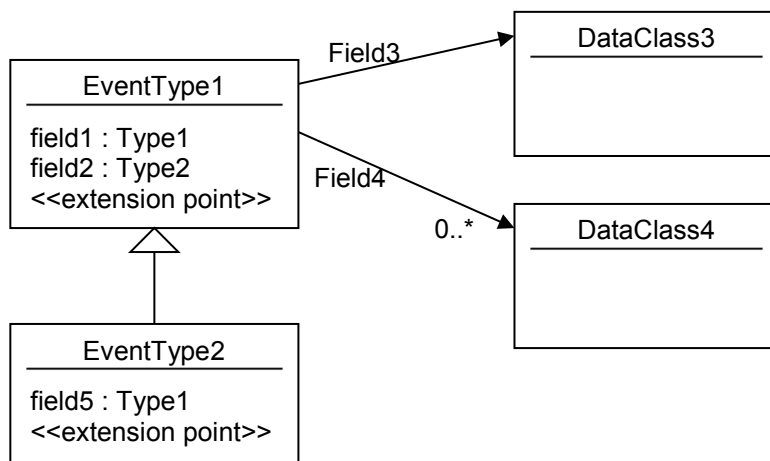 EventType1
field1 : Type1
field2 : Type2
<<extension point>>
Field3
DataClass3
Field4
0..*
DataClass4
EventType2
field5 : Type1
<<extension point>>